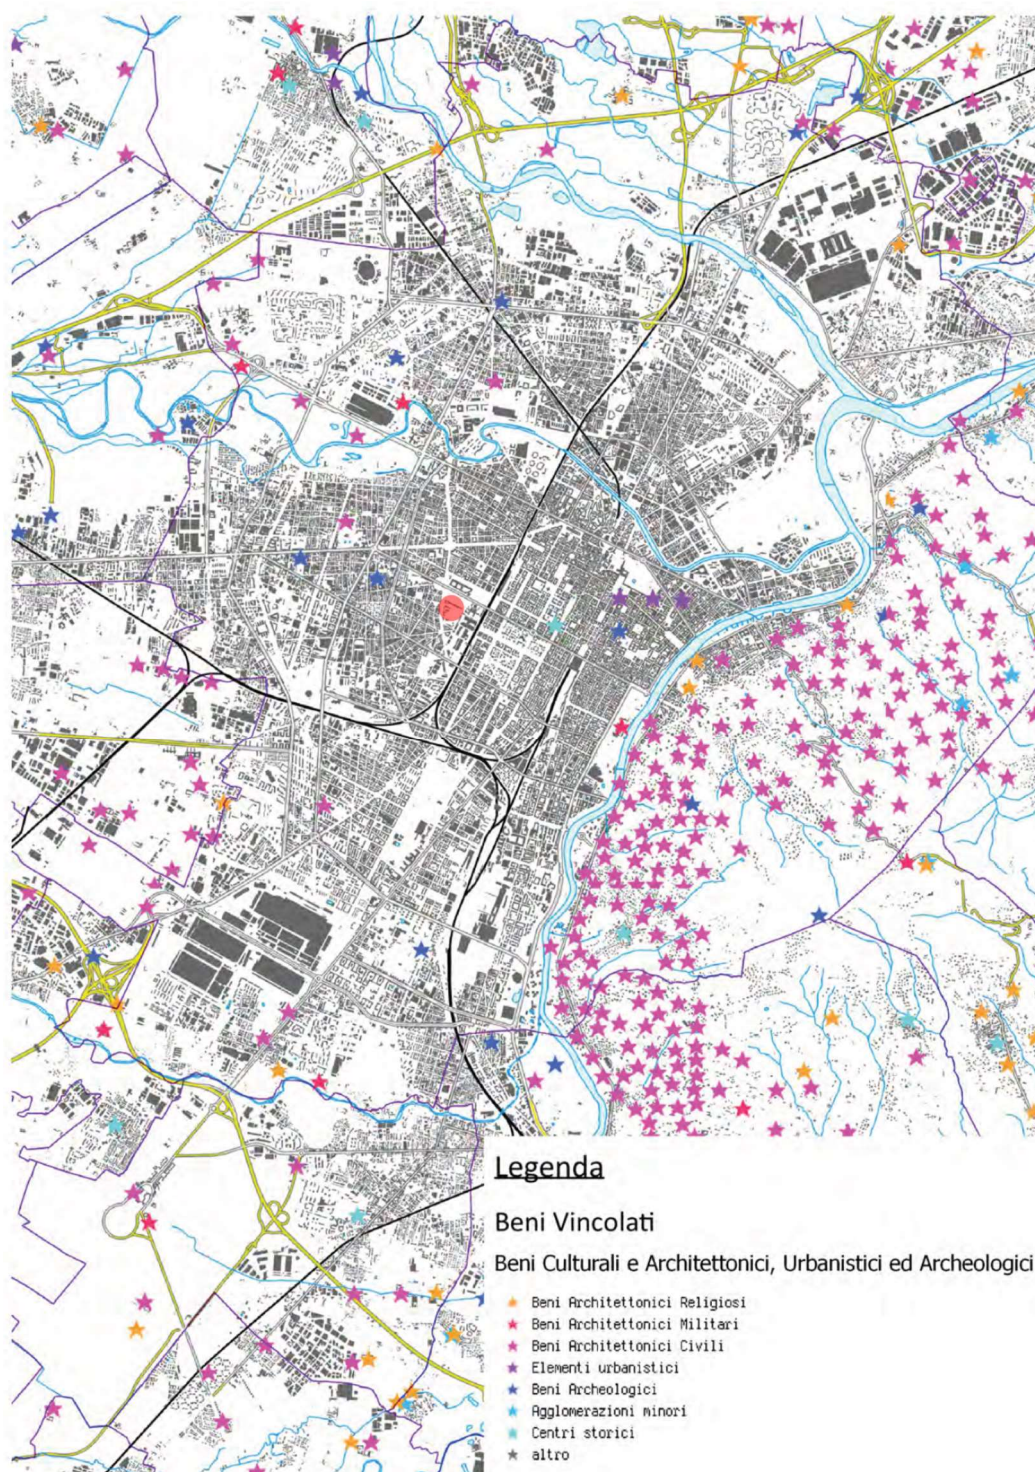 Legenda
Beni Vincolati
Beni Culturali e Architettonici, Urbanistici ed Archeologici
Beni Architettonici Religiosi
Beni Architettonici Militari
Beni Architettonici Civili
Elementi urbanistici
Beni Archeologici
Agglomerazioni minori
Centri storici
altro